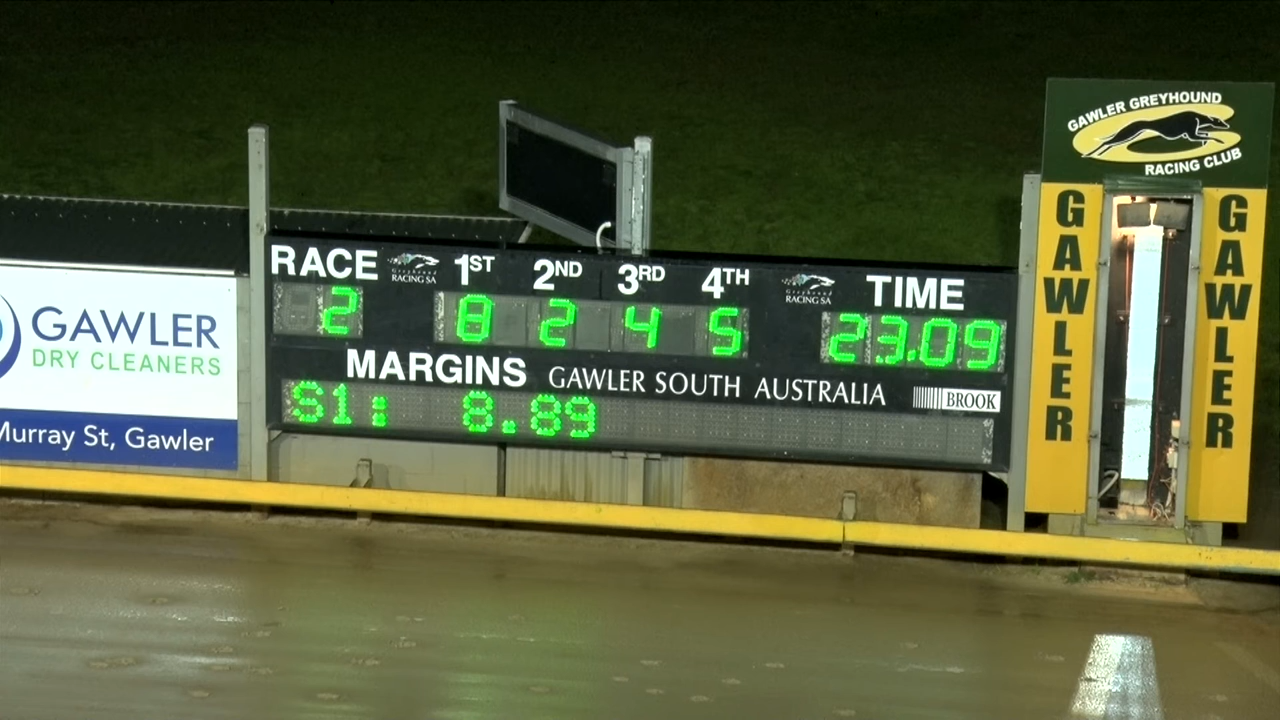 GAWLER GREYHOUND
RACING CLUB
GAWLER
GAWLER
RACE 1ST 2ND 3RD 4TH TIME
Greyhound
RACING SA
Greyhound
RACING SA
2 8 2 4 5 23.09
MARGINS GAWLER SOUTH AUSTRALIA BROOK
S1: 8.89
GAWLER
DRY CLEANERS
Murray St, Gawler